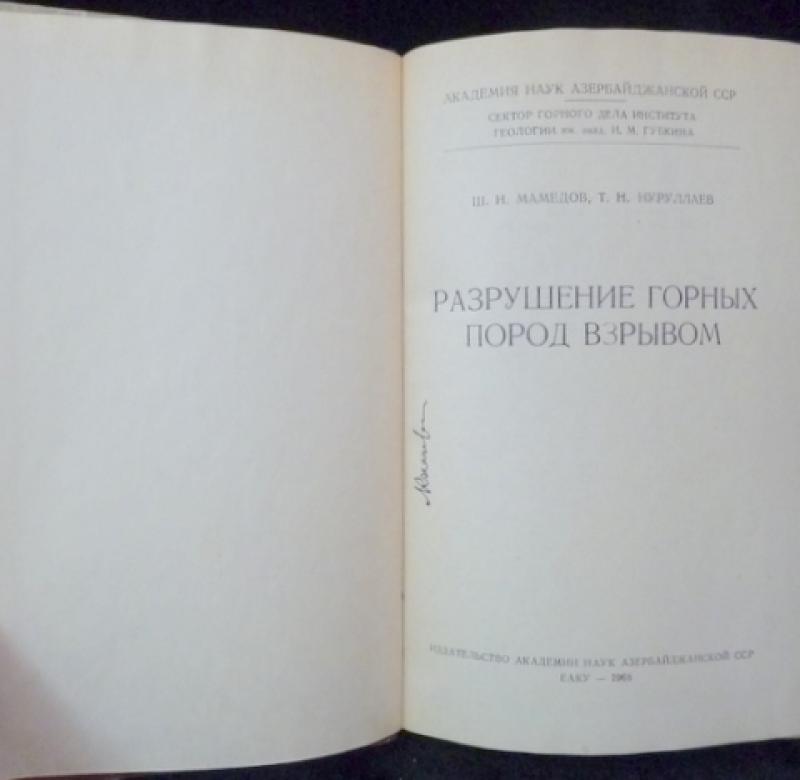 АКАДЕМИЯ НАУК АЗЕРБАЙДЖАНСКОЙ ССР
СЕКТОР ГОРНОГО ДЕЛА ИНСТИТУТА
ГЕОЛОГИИ им. акад. И. М. ГУБКИНА
Ш. И. МАМЕДОВ, Т. Н. НУРУЛЛАЕВ
РАЗРУШЕНИЕ ГОРНЫХ
ПОРОД ВЗРЫВОМ
ИЗДАТЕЛЬСТВО АКАДЕМИИ НАУК АЗЕРБАЙДЖАНСКОЙ ССР
БАКУ —